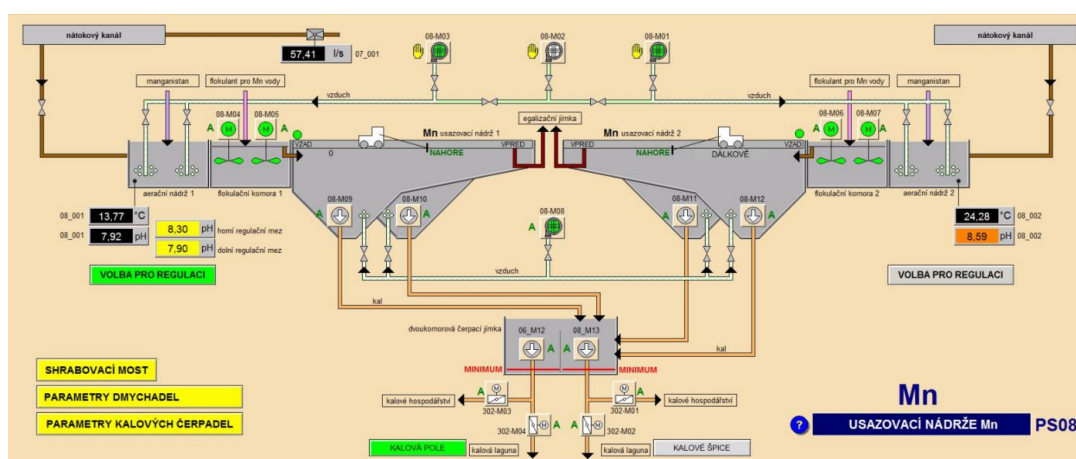 nátokový kanál
57,41 l/s 07_001
08-M03
08-M02
08-M01
nátokový kanál
manganistan
flokulant pro Mn vody
vzduch
vzduch
flokulant pro Mn vody
manganistan
08-M04 08-M05
A M M A
egalizační jímka
08-M06 08-M07
A M M A
VZAD
0
Mn usazovací nádrž 1
NAHOŘE
VPRED
VPRED
Mn usazovací nádrž 2
NAHOŘE
DÁLKOVÉ
VZAD
aerační nádrž 1
flokulační komora 1
flokulační komora 2
aerační nádrž 2
08-M09
A
08-M10
A
08-M08
A
08-M11
A
08-M12
A
08_001 13,77 °C
08_001 7,92 pH
8,30 pH horní regulační mez
7,90 pH dolní regulační mez
24,28 °C 08_002
8,59 pH 08_002
VOLBA PRO REGULACI
VOLBA PRO REGULACI
vzduch
kal
dvoukomorová čerpací jímka
06_M12 08_M13
A A
kal
MINIMUM MINIMUM
SHRABOVACÍ MOST
PARAMETRY DMYCHADEL
PARAMETRY KALOVÝCH ČERPADEL
kalové hospodářství
A M
302-M03
M A
302-M04
M A
302-M01
A M
302-M02
kalové hospodářství
KALOVÁ POLE
kalová laguna
kalová laguna
KALOVÉ ŠPICE
Mn
? USAZOVACÍ NÁDRŽE Mn PS08